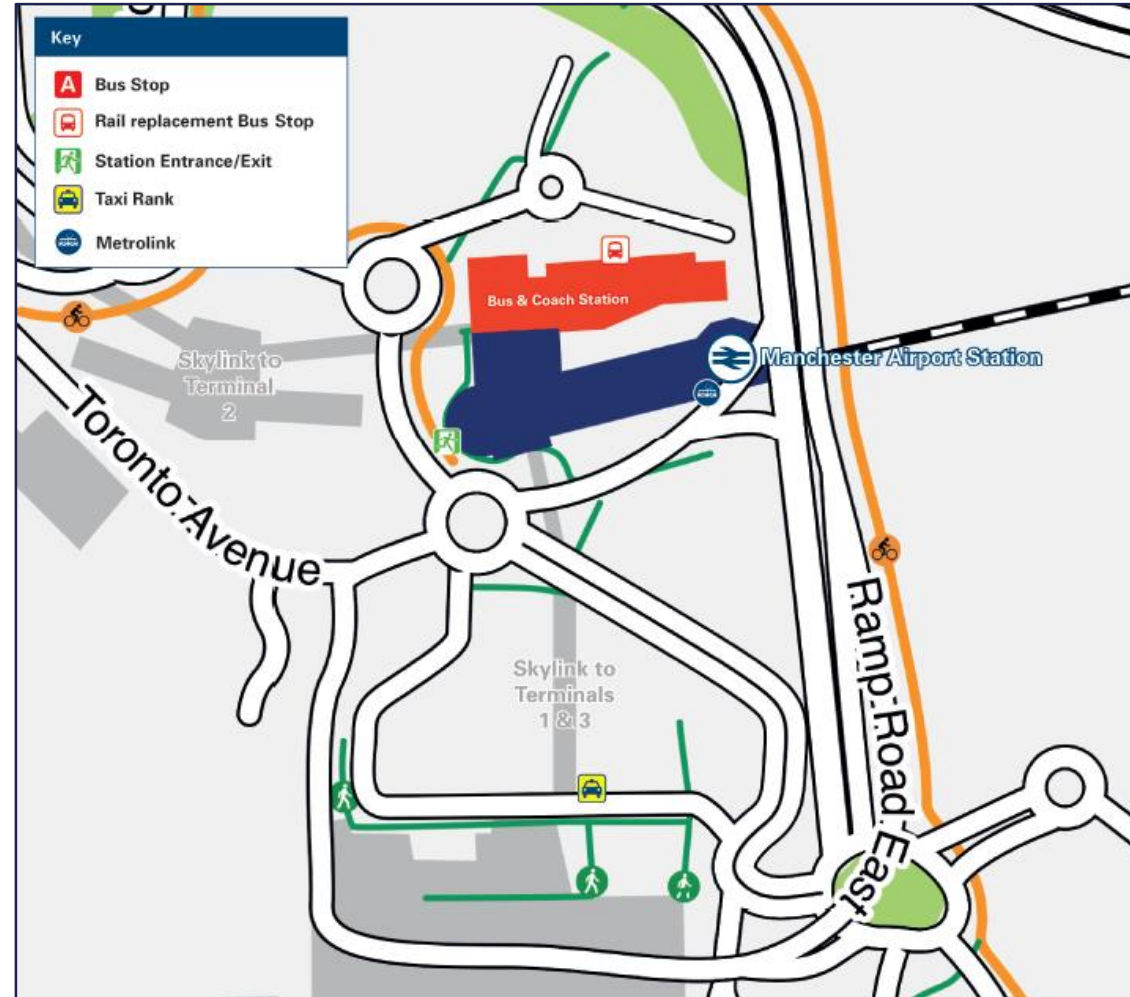 Key
A Bus Stop
Rail replacement Bus Stop
Station Entrance/Exit
Taxi Rank
Metrolink
Bus & Coach Station
Manchester Airport Station
Skylink to
Terminal
2
Toronto Avenue
Skylink to
Terminals
1 & 3
Ramp Road East